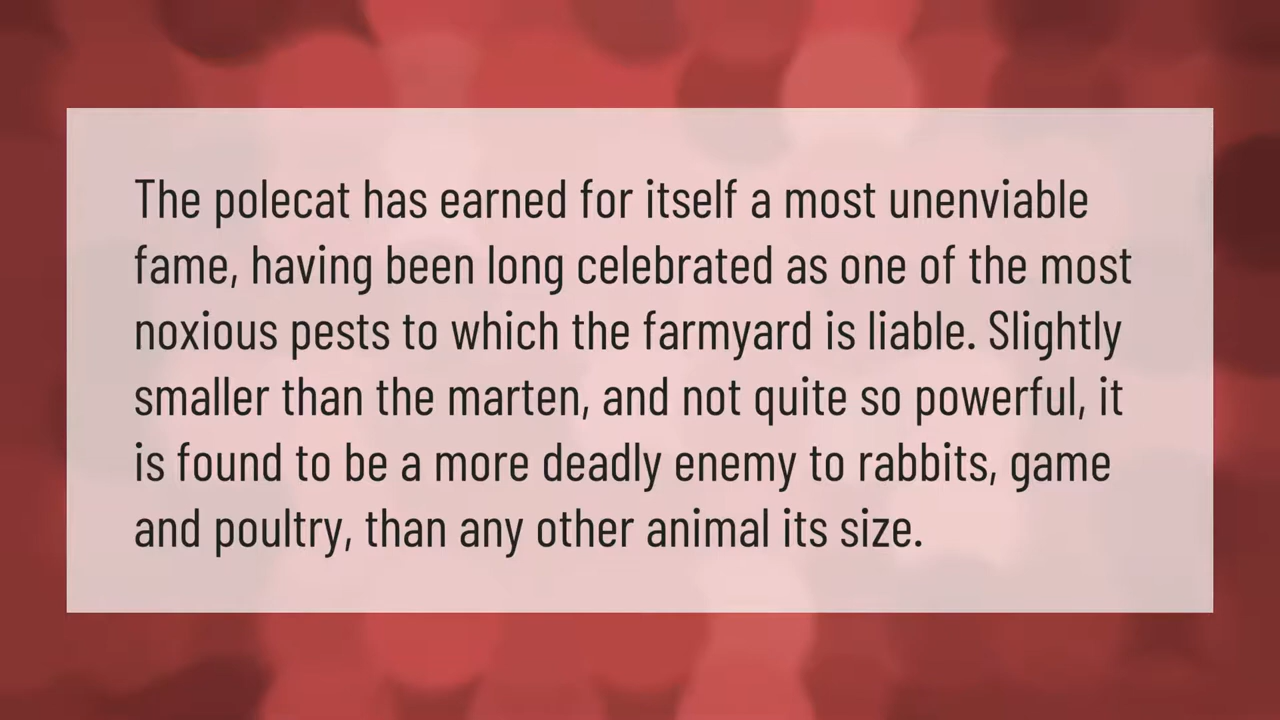 The polecat has earned for itself a most unenviable
fame, having been long celebrated as one of the most
noxious pests to which the farmyard is liable. Slightly
smaller than the marten, and not quite so powerful, it
is found to be a more deadly enemy to rabbits, game
and poultry, than any other animal its size.